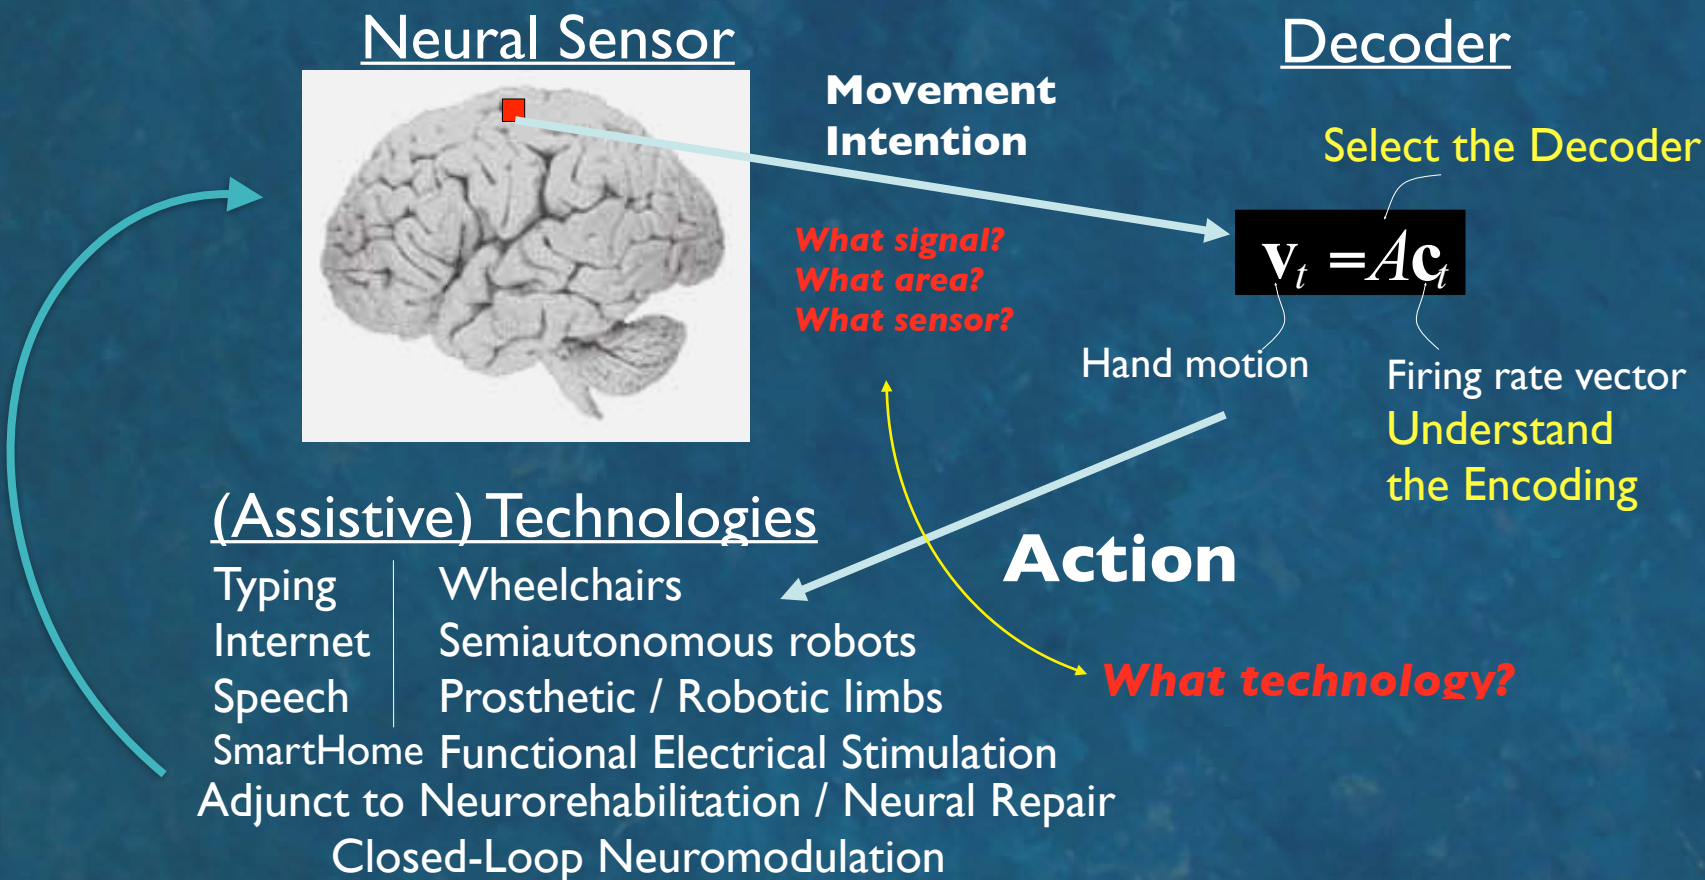 Neural Sensor
Movement
Intention
What signal?
What area?
What sensor?
Decoder
Select the Decoder
v_t = Ac_t
Hand motion
Firing rate vector
Understand
the Encoding
Action
What technology?
(Assistive) Technologies
Typing Wheelchairs
Internet Semiautonomous robots
Speech Prosthetic / Robotic limbs
SmartHome Functional Electrical Stimulation
Adjunct to Neurorehabilitation / Neural Repair
Closed-Loop Neuromodulation